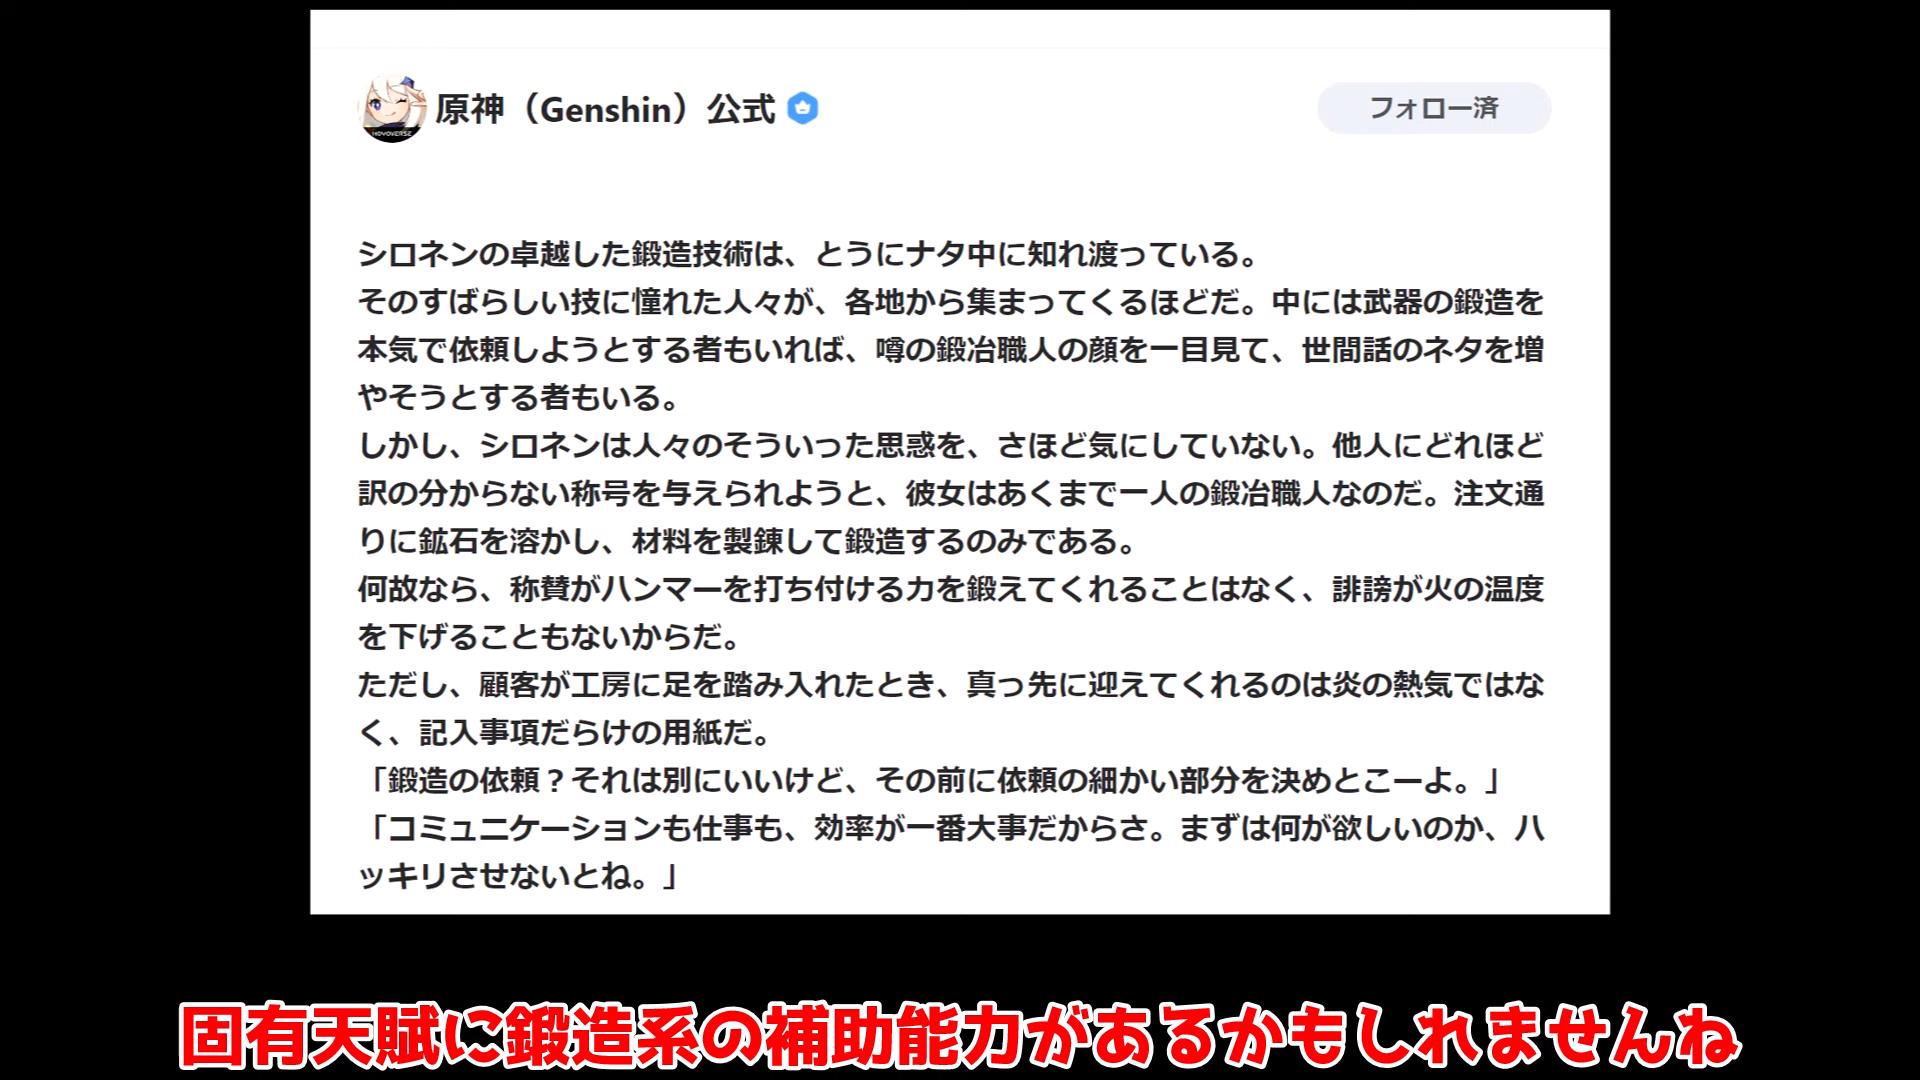 原神（Genshin）公式
フォロー済
シロネンの卓越した鍛造技術は、とうにナタ中に知れ渡っている。
そのすばらしい技に憧れた人々が、各地から集まってくるほどだ。中には武器の鍛造を
本気で依頼しようとする者もいれば、噂の鍛冶職人の顔を一目見て、世間話のネタを増
やそうとする者もいる。
しかし、シロネンは人々のそういった思惑を、さほど気にしていない。他人にどれほど
訳の分からない称号を与えられようと、彼女はあくまで一人の鍛冶職人なのだ。注文通
りに鉱石を溶かし、材料を製錬して鍛造するのみである。
何故なら、称賛がハンマーを打ち付ける力を鍛えてくれることはなく、誹謗が火の温度
を下げることもないからだ。
ただし、顧客が工房に足を踏み入れたとき、真っ先に迎えてくれるのは炎の熱気ではな
く、記入事項だらけの用紙だ。
「鍛造の依頼？それは別にいいけど、その前に依頼の細かい部分を決めとこーよ。」
「コミュニケーションも仕事も、効率が一番大事だからさ。まずは何が欲しいのか、ハ
ッキリさせないとね。」
HOYOVERSE
固有天賦に鍛造系の補助能力があるかもしれませんね